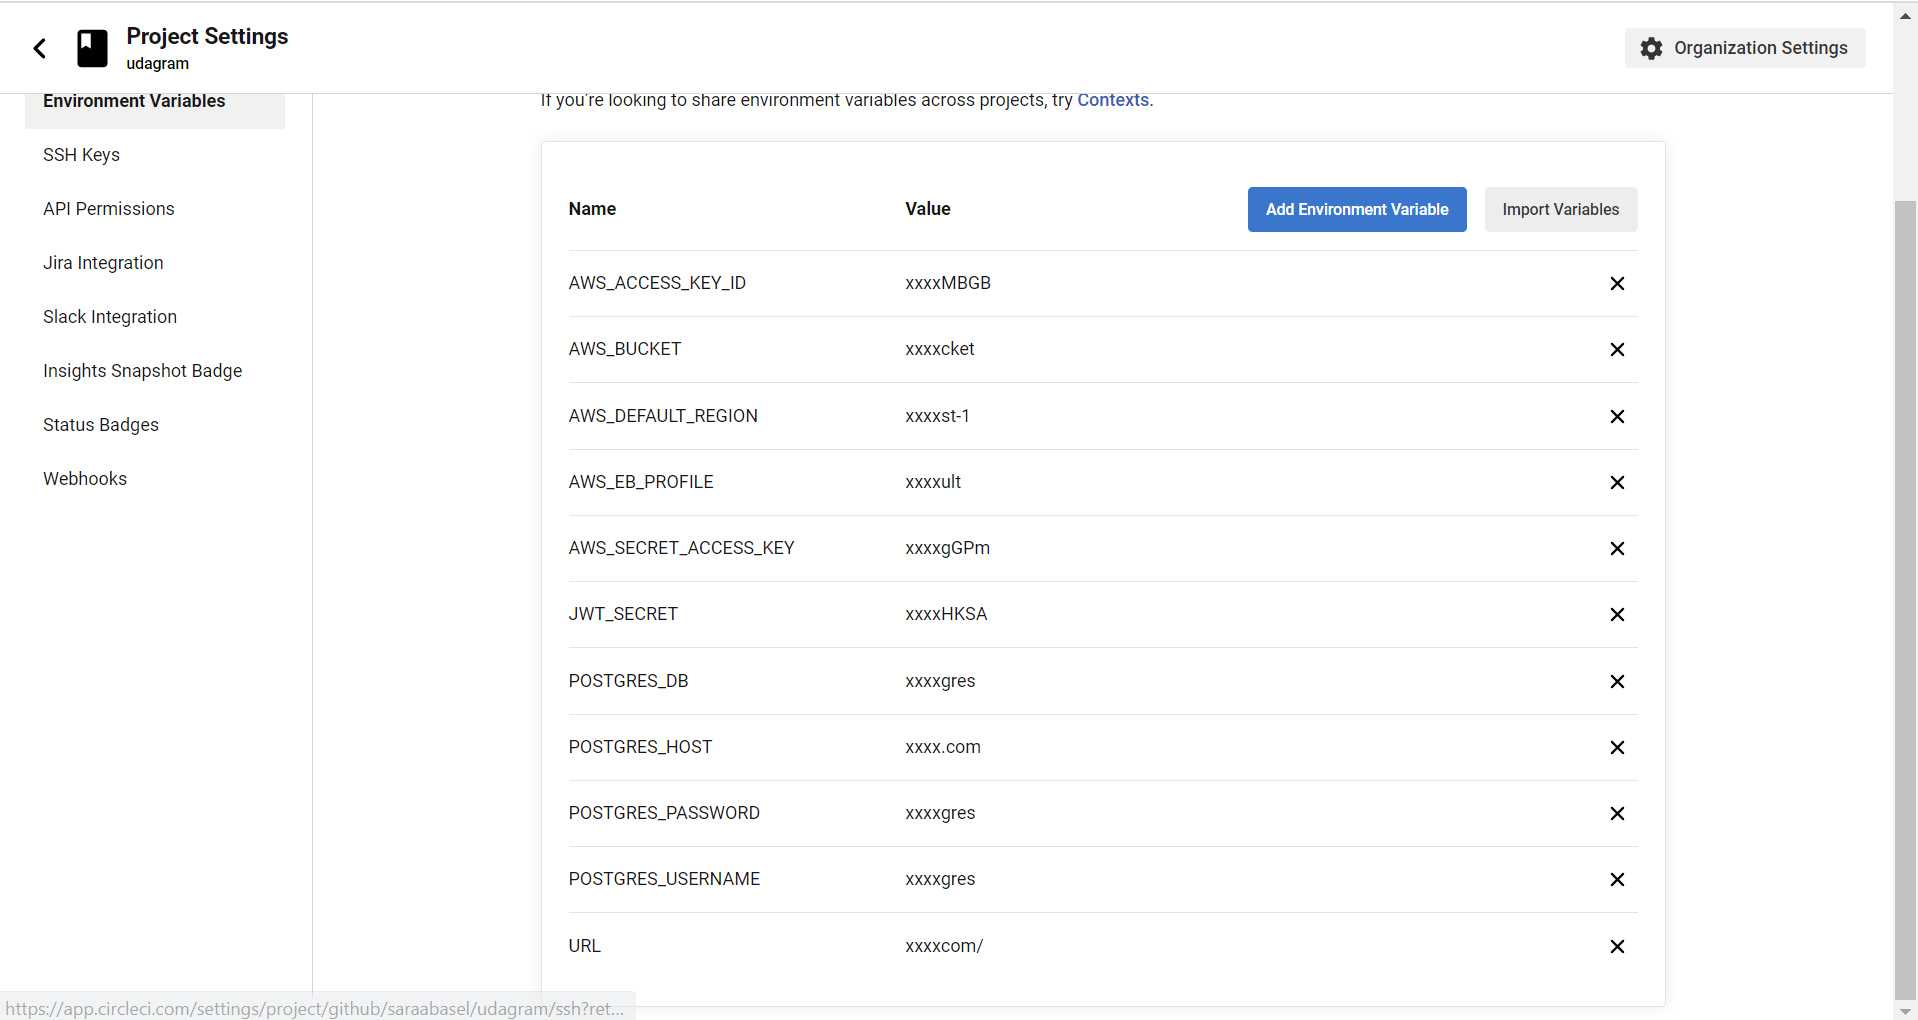 Project Settings
udagram
Organization Settings
Environment Variables
SSH Keys
API Permissions
Jira Integration
Slack Integration
Insights Snapshot Badge
Status Badges
Webhooks
If you're looking to share environment variables across projects, try Contexts.
Name Value Add Environment Variable Import Variables
AWS_ACCESS_KEY_ID xxxxMBGB
AWS_BUCKET xxxxcket
AWS_DEFAULT_REGION xxxxst-1
AWS_EB_PROFILE xxxxult
AWS_SECRET_ACCESS_KEY xxxxgGPm
JWT_SECRET xxxxHKSA
POSTGRES_DB xxxxgres
POSTGRES_HOST xxxx.com
POSTGRES_PASSWORD xxxxgres
POSTGRES_USERNAME xxxxgres
URL xxxxcom/
https://app.circleci.com/settings/project/github/saraabasel/udagram/ssh?ret...